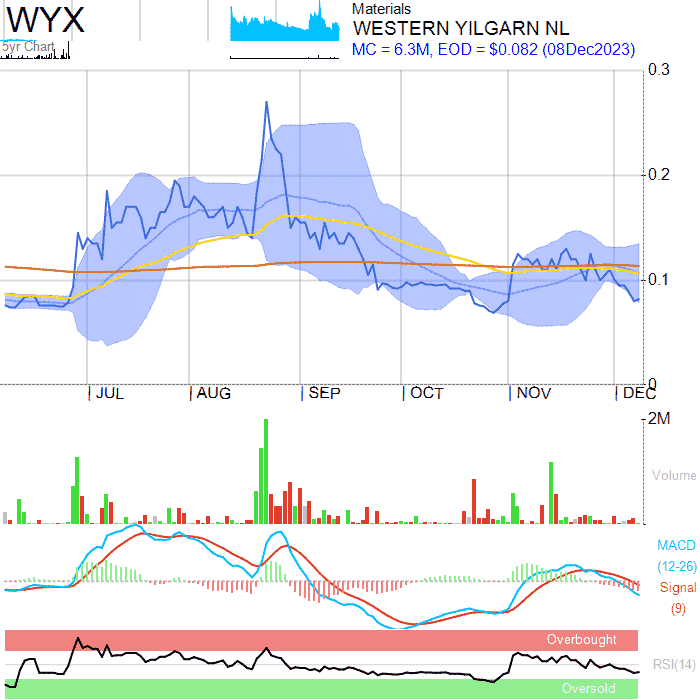 WYX
5yr Chart
Materials
WESTERN YILGARN NL
MC = 6.3M, EOD = $0.082 (08Dec2023)
0.3
0.2
0.1
0
JUL AUG SEP OCT NOV DEC
2M
Volume
MACD
(12-26)
Signal
(9)
Overbought
RSI(14)
Oversold